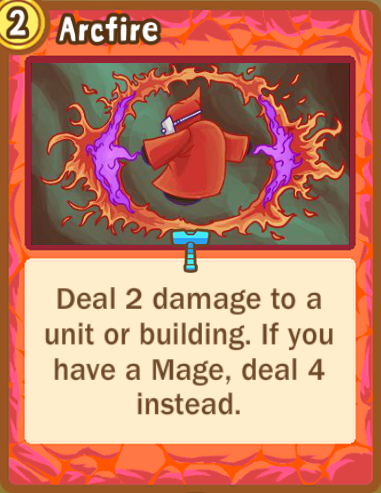 2
Arcfire
Deal 2 damage to a
unit or building. If you
have a Mage, deal 4
instead.